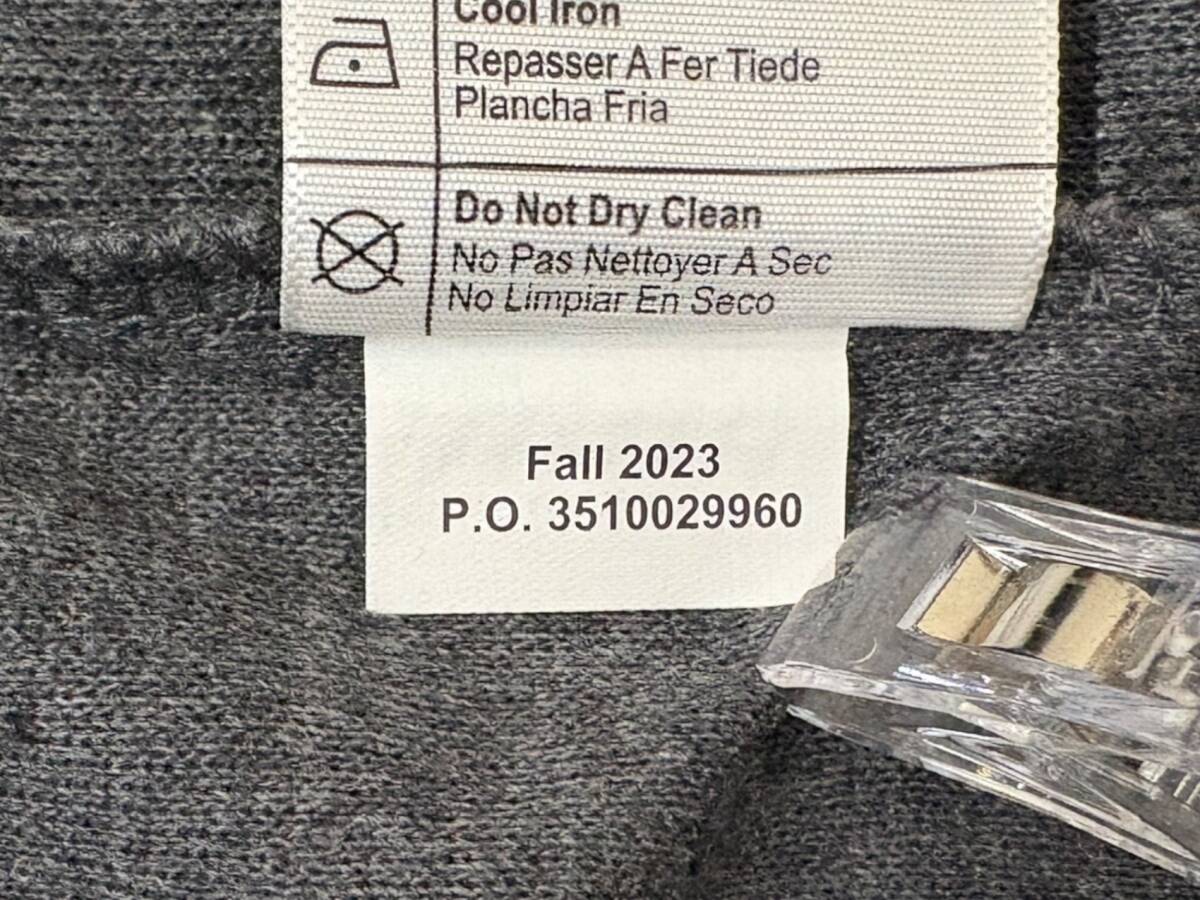 Cool Iron
Repasser A Fer Tiede
Plancha Fria
Do Not Dry Clean
No Pas Nettoyer A Sec
No Limpiar En Seco
Fall 2023
P.O. 3510029960